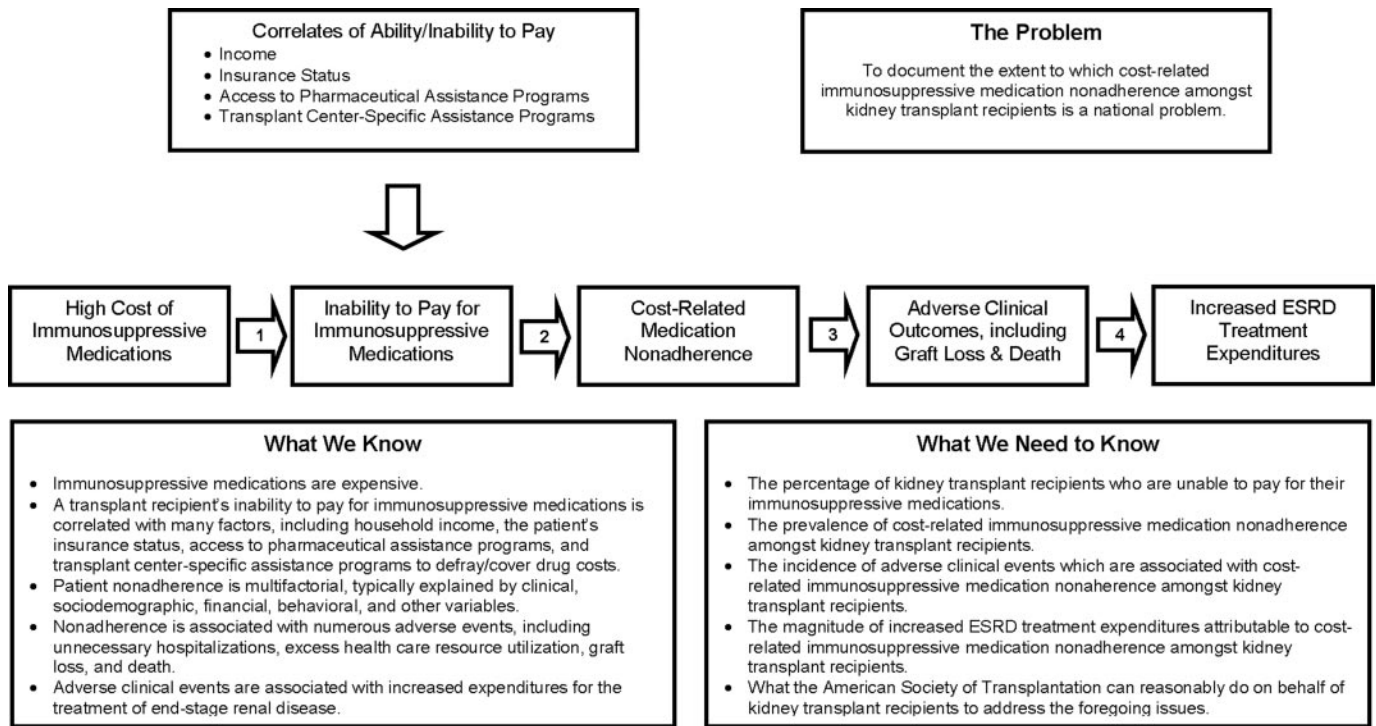 Correlates of Ability/Inability to Pay
• Income
• Insurance Status
• Access to Pharmaceutical Assistance Programs
• Transplant Center-Specific Assistance Programs
The Problem
To document the extent to which cost-related
immunosuppressive medication nonadherence amongst
kidney transplant recipients is a national problem.
High Cost of
Immunosuppressive
Medications
1
Inability to Pay for
Immunosuppressive
Medications
2
Cost-Related
Medication
Nonadherence
3
Adverse Clinical
Outcomes, including
Graft Loss & Death
4
Increased ESRD
Treatment
Expenditures
What We Know
• Immunosuppressive medications are expensive.
• A transplant recipient's inability to pay for immunosuppressive medications is
correlated with many factors, including household income, the patient's
insurance status, access to pharmaceutical assistance programs, and
transplant center-specific assistance programs to defray/cover drug costs.
• Patient nonadherence is multifactorial, typically explained by clinical,
sociodemographic, financial, behavioral, and other variables.
• Nonadherence is associated with numerous adverse events, including
unnecessary hospitalizations, excess health care resource utilization, graft
loss, and death.
• Adverse clinical events are associated with increased expenditures for the
treatment of end-stage renal disease.
What We Need to Know
• The percentage of kidney transplant recipients who are unable to pay for their
immunosuppressive medications.
• The prevalence of cost-related immunosuppressive medication nonadherence
amongst kidney transplant recipients.
• The incidence of adverse clinical events which are associated with cost-
related immunosuppressive medication nonaherence amongst kidney
transplant recipients.
• The magnitude of increased ESRD treatment expenditures attributable to cost-
related immunosuppressive medication nonadherence amongst kidney
transplant recipients.
• What the American Society of Transplantation can reasonably do on behalf of
kidney transplant recipients to address the foregoing issues.